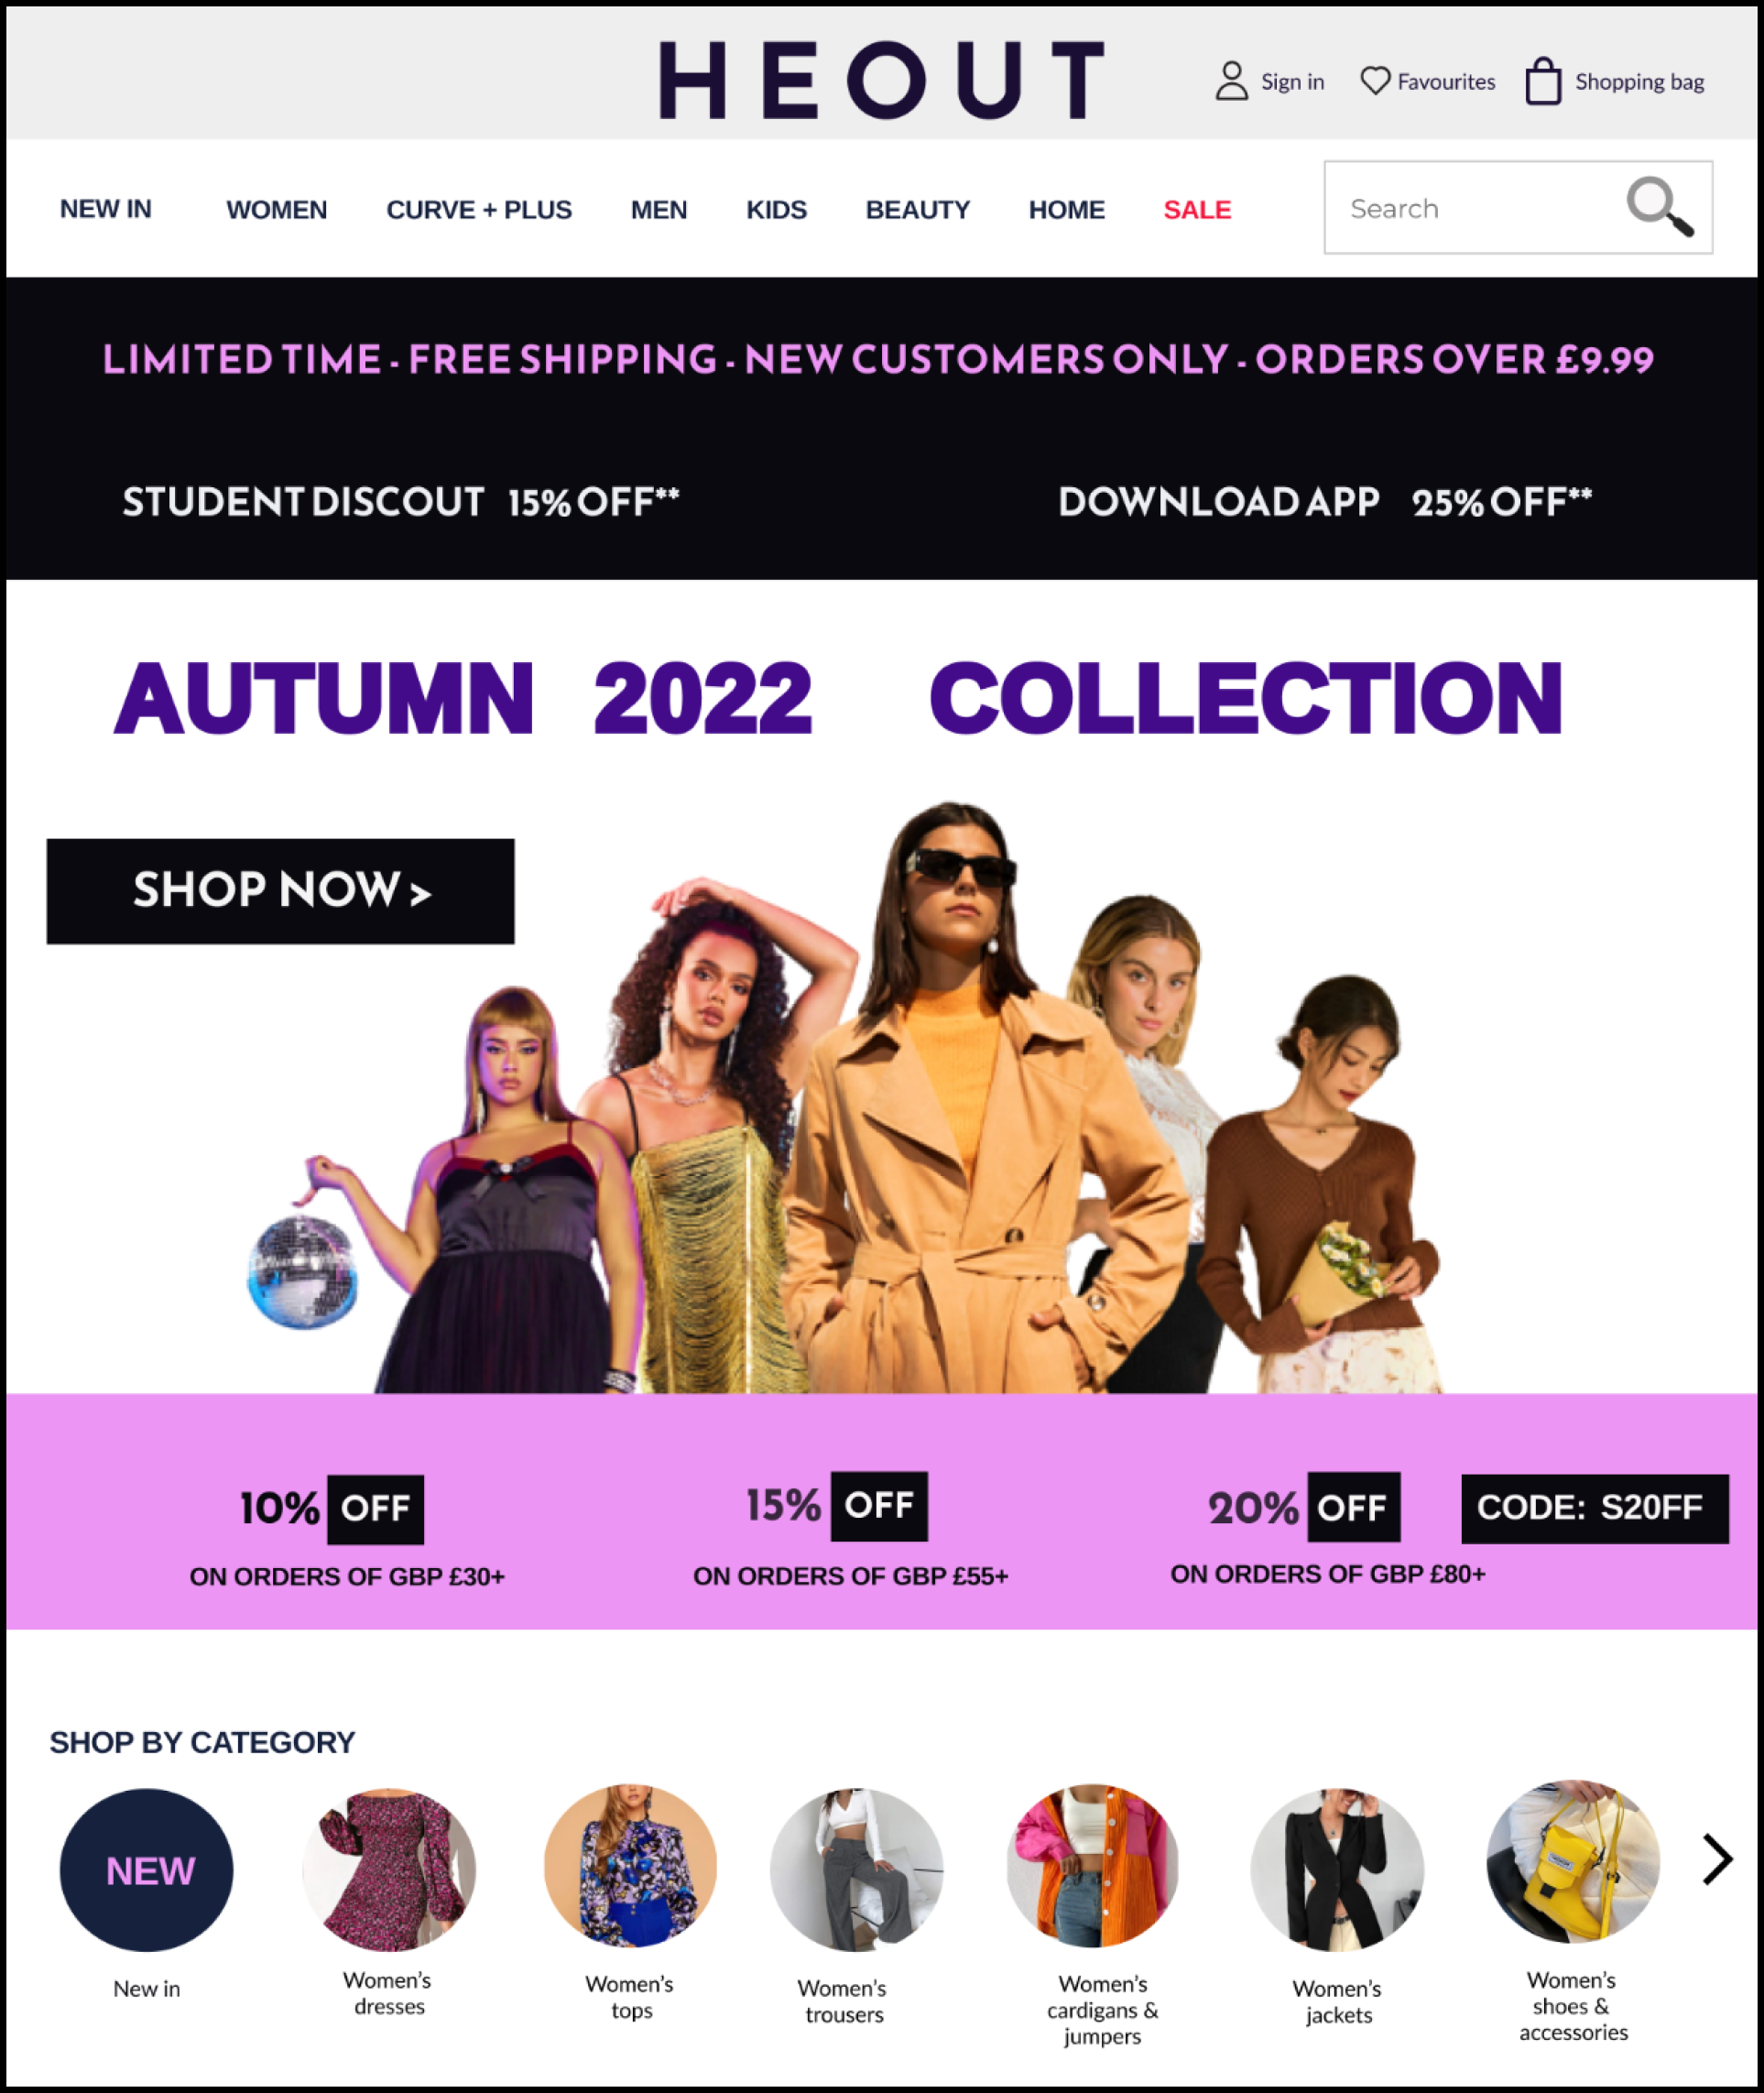 HEOUT
Sign in
Favourites
Shopping bag
NEW IN
WOMEN
CURVE + PLUS
MEN
KIDS
BEAUTY
HOME
SALE
Search
LIMITED TIME - FREE SHIPPING - NEW CUSTOMERS ONLY - ORDERS OVER £9.99
STUDENT DISCOUT 15% OFF**
DOWNLOAD APP 25% OFF**
AUTUMN 2022 COLLECTION
SHOP NOW >
10% OFF
ON ORDERS OF GBP £30+
15% OFF
ON ORDERS OF GBP £55+
20% OFF
ON ORDERS OF GBP £80+
CODE: S20FF
SHOP BY CATEGORY
NEW
New in
Women's
dresses
Women's
tops
Women's
trousers
Women's
cardigans &
jumpers
Women's
jackets
Women's
shoes &
accessories